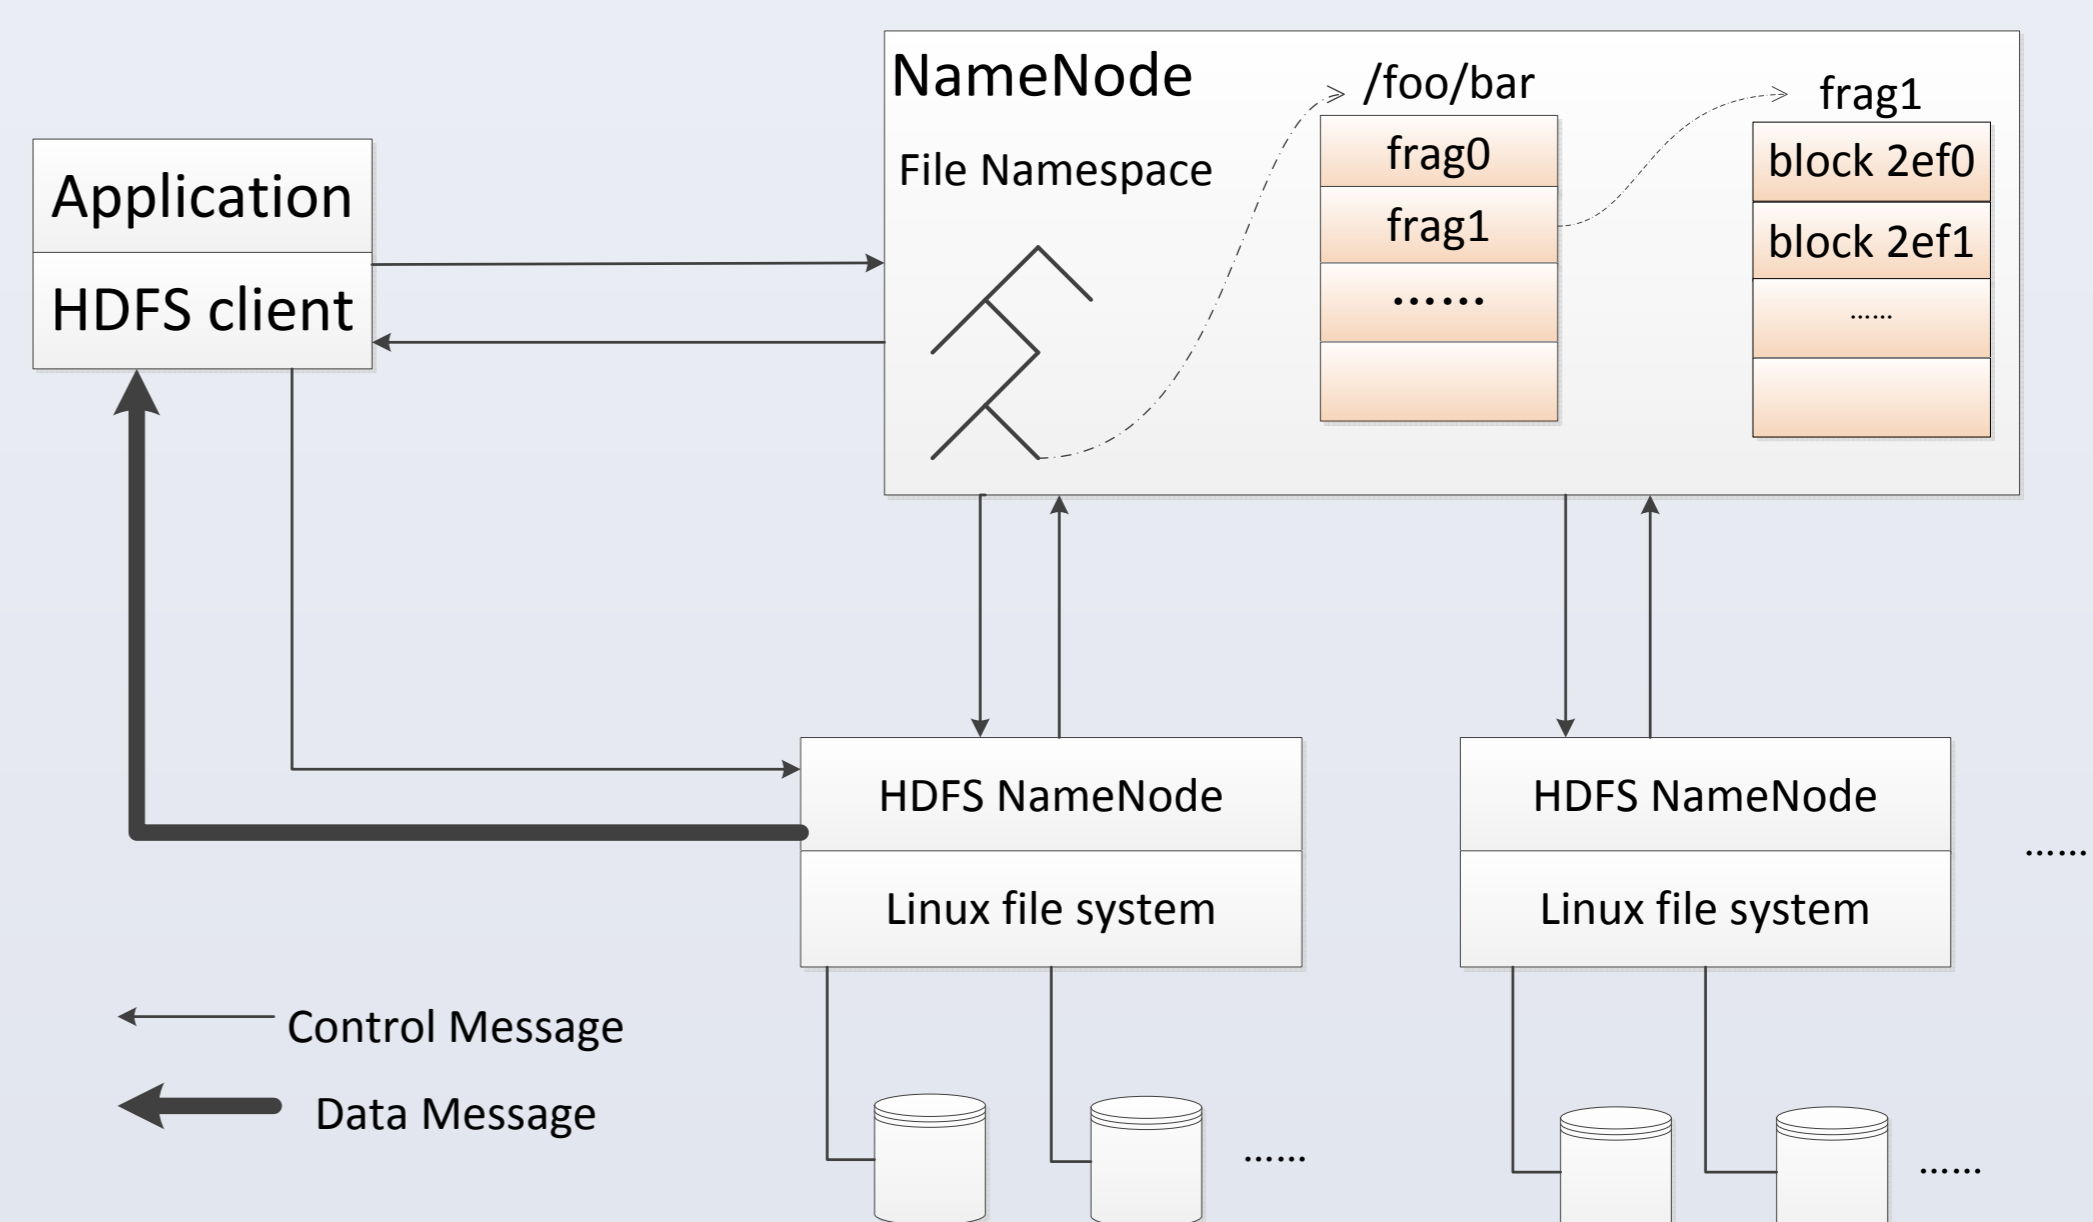 NameNode
File Namespace
/foo/bar
frag0
frag1
......
frag1
block 2ef0
block 2ef1
......
Application
HDFS client
HDFS NameNode
Linux file system
HDFS NameNode
Linux file system
......
Control Message
Data Message
......
......